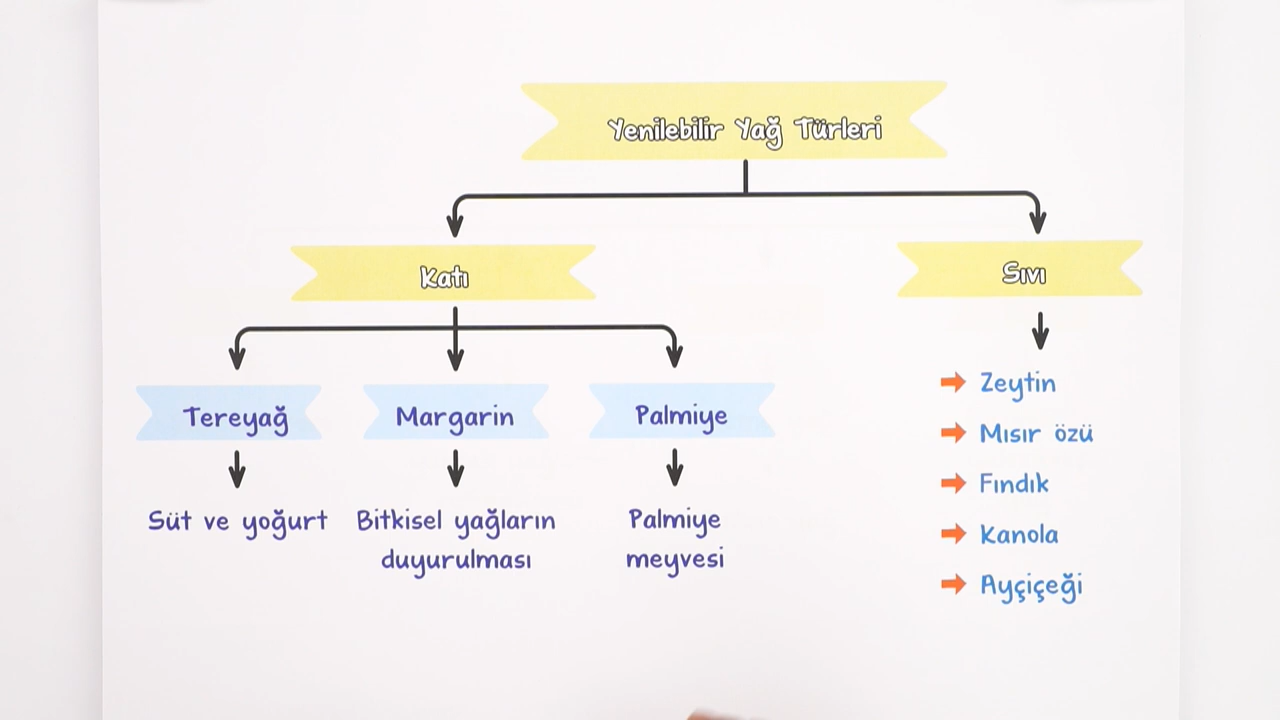 Yenilebilir Yağ Türleri
Katı
Sıvı
Tereyağ
Margarin
Palmiye
Süt ve yoğurt
Bitkisel yağların
duyurulması
Palmiye
meyvesi
Zeytin
Mısır özü
Fındık
Kanola
Ayçiçeği